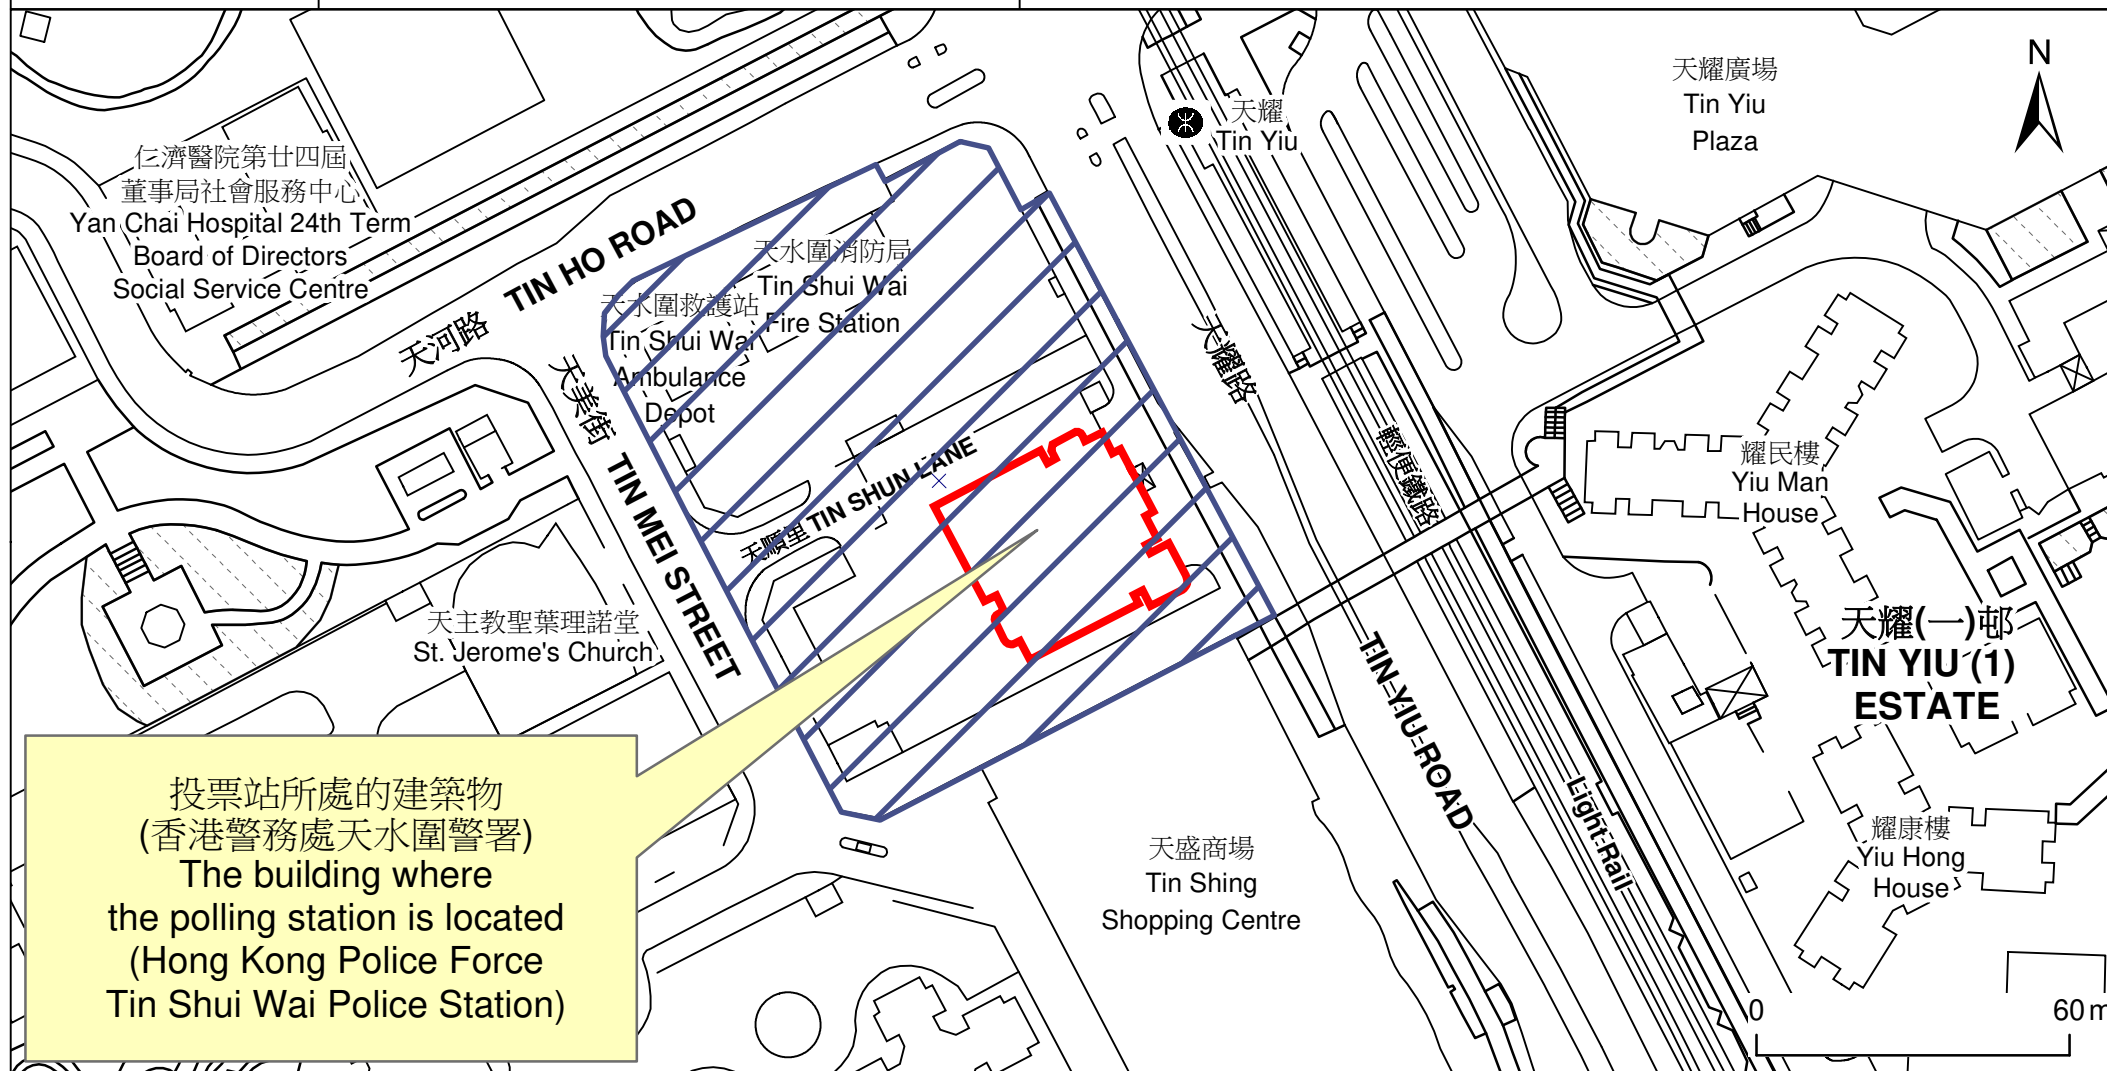 天耀廣場
Tin Yiu
Plaza
N
天耀
Tin Yiu
仁濟醫院第廿四屆
董事局社會服務中心
Yan Chai Hospital 24th Term
Board of Directors
Social Service Centre
天河路 TIN HO ROAD
天水圍消防局
Tin Shui Wai
Fire Station
天水圍救護站
Tin Shui Wai
Ambulance
Depot
天美街 TIN MEI STREET
天順里 TIN SHUN LANE
天耀路
TIN YIU ROAD
輕便鐵路
Light Rail
耀民樓
Yiu Man
House
天主教聖葉理諾堂
St. Jerome's Church
天耀(一)邨
TIN YIU (1)
ESTATE
投票站所處的建築物
(香港警務處天水圍警署)
The building where
the polling station is located
(Hong Kong Police Force
Tin Shui Wai Police Station)
天盛商場
Tin Shing
Shopping Centre
耀康樓
Yiu Hong
House
0 60 m